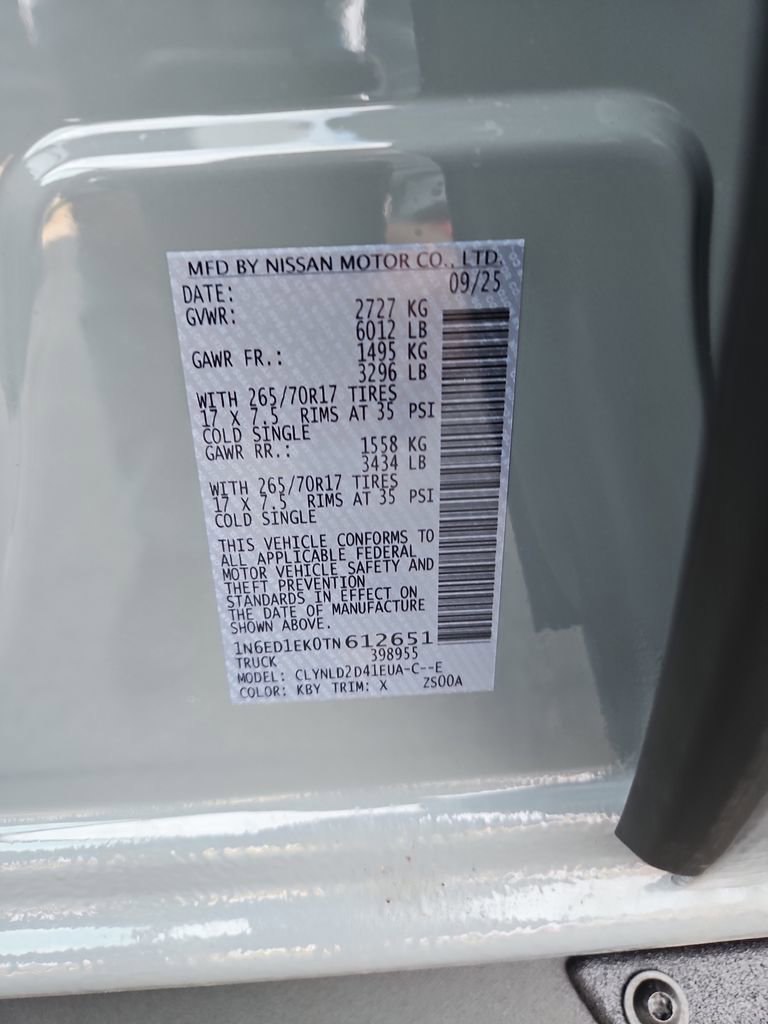 MFD BY NISSAN MOTOR CO., LTD.
DATE: 09/25
GVWR: 2727 KG
6012 LB
GAWR FR.: 1495 KG
3296 LB
WITH 265/70R17 TIRES
17 X 7.5 RIMS AT 35 PSI
COLD SINGLE
GAWR RR.: 1558 KG
3434 LB
WITH 265/70R17 TIRES
17 X 7.5 RIMS AT 35 PSI
COLD SINGLE
THIS VEHICLE CONFORMS TO
ALL APPLICABLE FEDERAL
MOTOR VEHICLE SAFETY AND
THEFT PREVENTION
STANDARDS IN EFFECT ON
THE DATE OF MANUFACTURE
SHOWN ABOVE.
1N6ED1EK0TN612651
TRUCK 398955
MODEL: CLYNLD2D41EUA-C--E
COLOR: KBY TRIM: X ZS00A